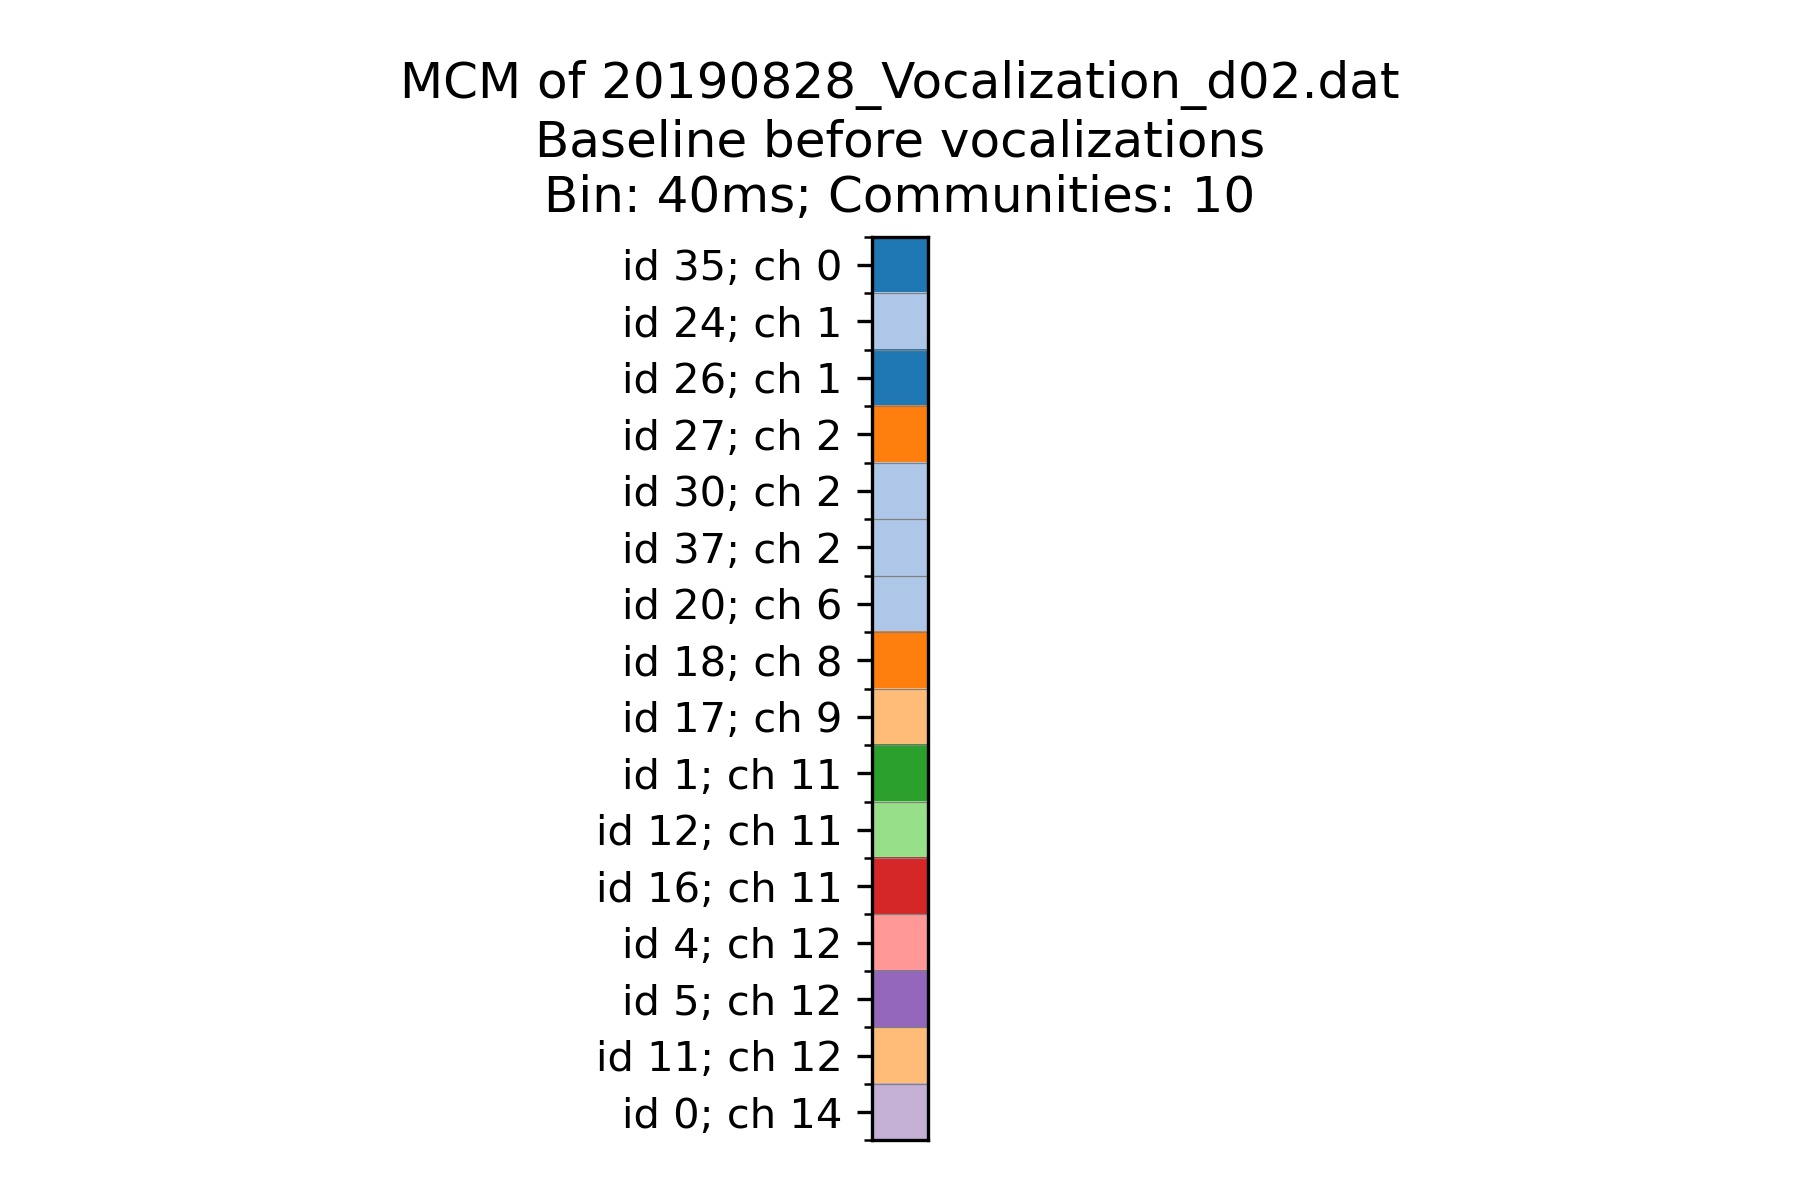 MCM of 20190828_Vocalization_d02.dat
Baseline before vocalizations
Bin: 40ms; Communities: 10
id 35; ch 0
id 24; ch 1
id 26; ch 1
id 27; ch 2
id 30; ch 2
id 37; ch 2
id 20; ch 6
id 18; ch 8
id 17; ch 9
id 1; ch 11
id 12; ch 11
id 16; ch 11
id 4; ch 12
id 5; ch 12
id 11; ch 12
id 0; ch 14